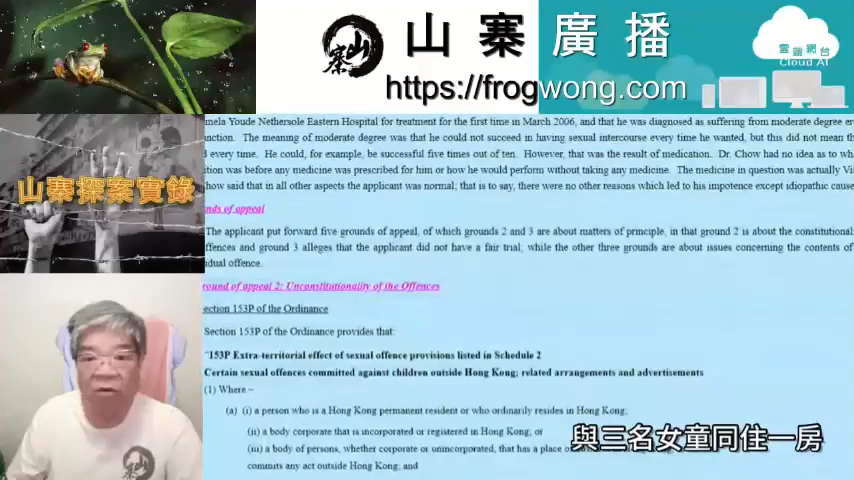 山寨廣播
https://frogwong.com
山寨
雲端網台
Cloud AI
山寨探案實錄
mela Youde Nethersole Eastern Hospital for treatment for the first time in March 2006, and that he was diagnosed as suffering from moderate degree er
nction. The meaning of moderate degree was that he could not succeed in having sexual intercourse every time he wanted, but this did not mean th
l every time. He could, for example, be successful five times out of ten. However, that was the result of medication. Dr. Chow had no idea as to wh
ition was before any medicine was prescribed for him or how he would perform without taking any medicine. The medicine in question was actually Vi
how said that in all other aspects the applicant was normal; that is to say, there were no other reasons which led to his impotence except idiopathic cause
nds of appeal
The applicant put forward five grounds of appeal, of which grounds 2 and 3 are about matters of principle, in that ground 2 is about the constitutional
ffences and ground 3 alleges that the applicant did not have a fair trial; while the other three grounds are about issues concerning the contents of
idual offence.
round of appeal 2: Unconstitutionality of the Offences
ection 153P of the Ordinance
Section 153P of the Ordinance provides that:
"153P Extra-territorial effect of sexual offence provisions listed in Schedule 2
Certain sexual offences committed against children outside Hong Kong; related arrangements and advertisements
(1) Where –
(a) (i) a person who is a Hong Kong permanent resident or who ordinarily resides in Hong Kong;
(ii) a body corporate that is incorporated or registered in Hong Kong; or
(iii) a body of persons, whether corporate or unincorporated, that has a place of
commits any act outside Hong Kong; and
與三名女童同住一房
山寨